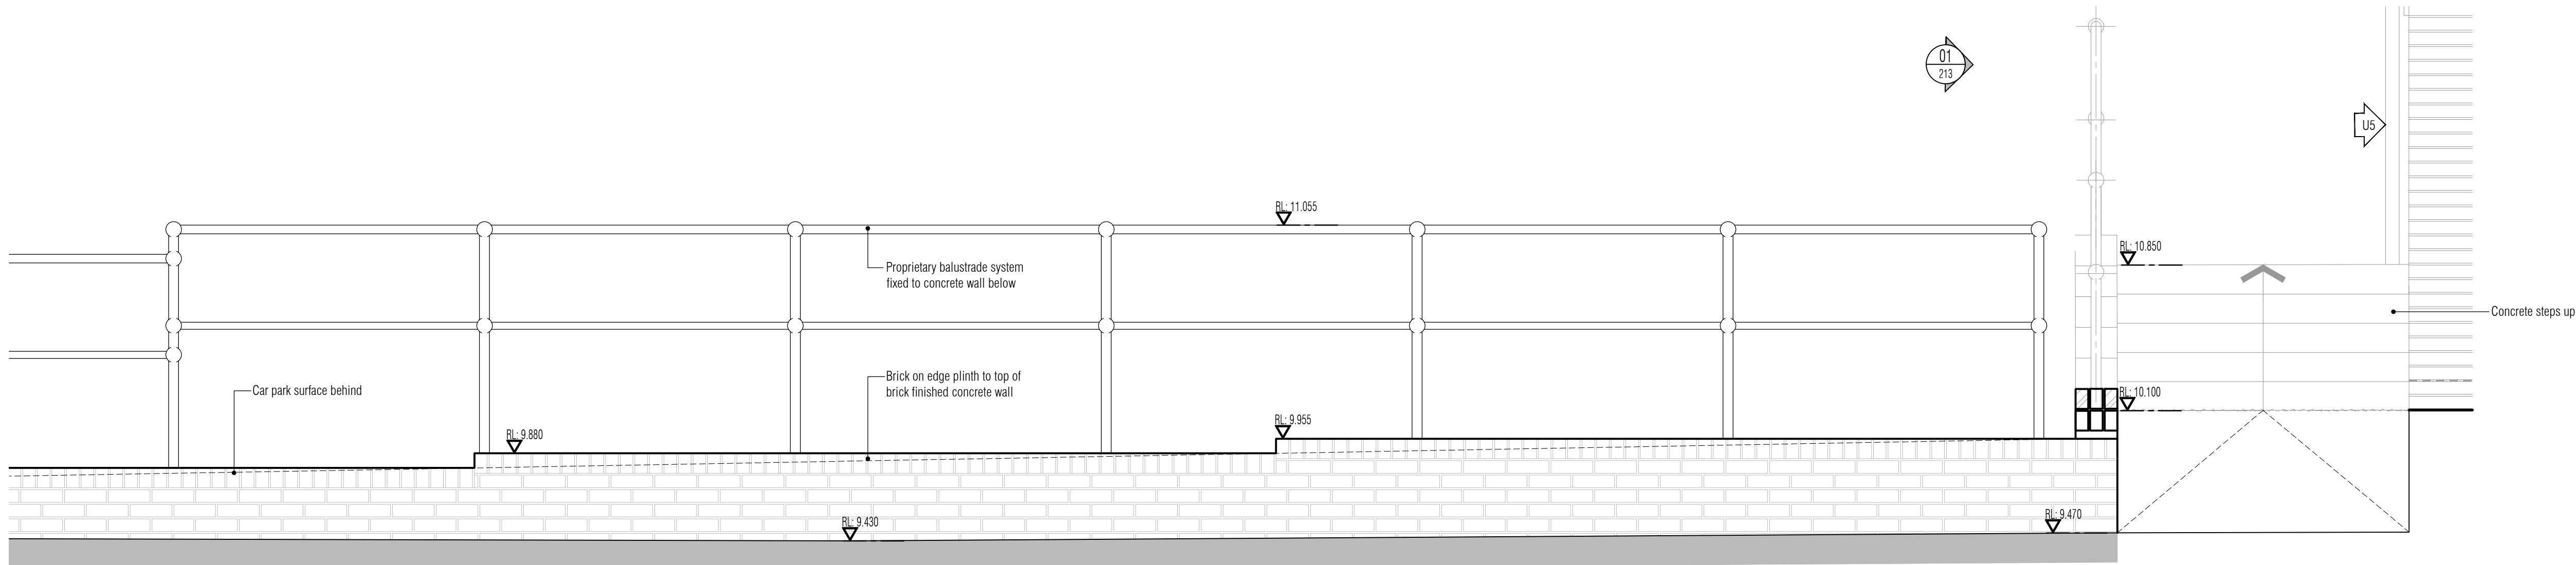 01
213
U5
RL: 11.055
RL: 10.850
Proprietary balustrade system
fixed to concrete wall below
Concrete steps up
Car park surface behind
Brick on edge plinth to top of
brick finished concrete wall
RL: 10.100
RL: 9.880
RL: 9.955
RL: 9.430
RL: 9.470